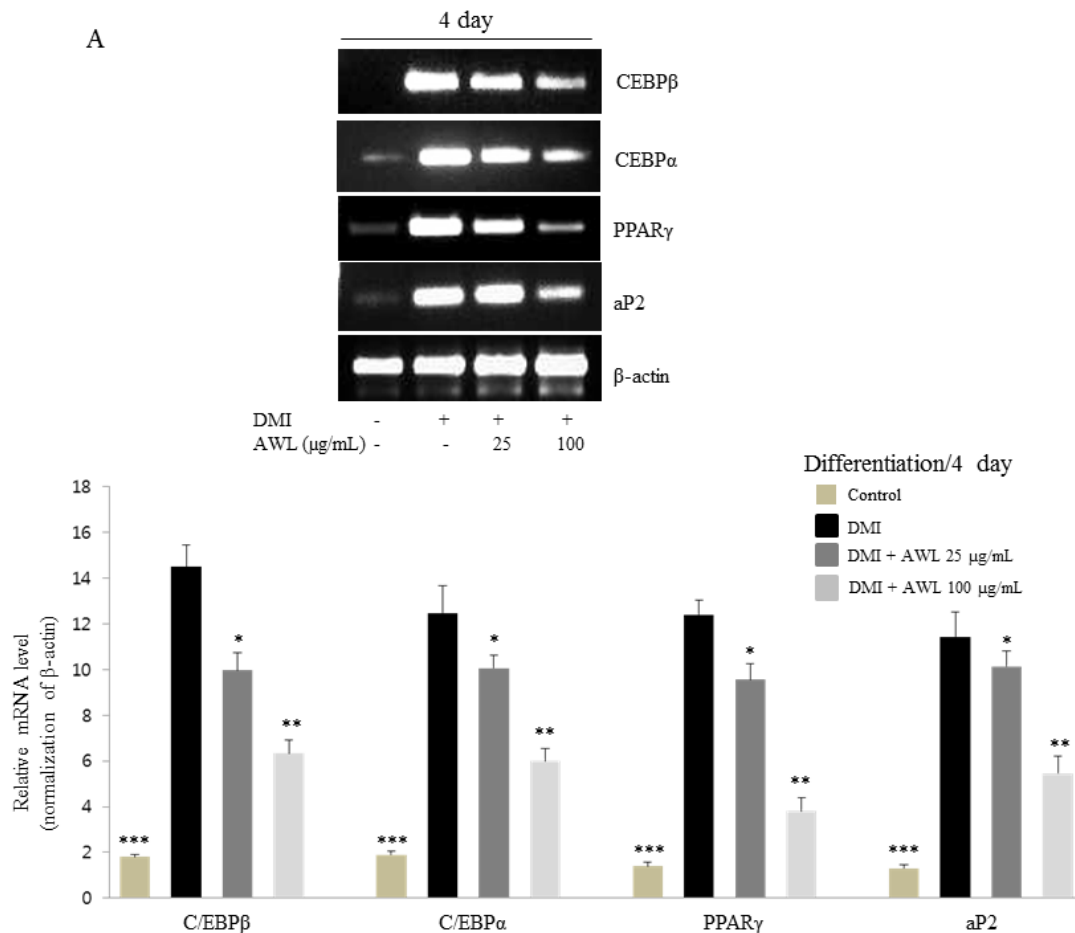 A
4 day
CEBPβ
CEBPα
PPARγ
aP2
β-actin
DMI - + + +
AWL (μg/mL) - - 25 100
Differentiation/4 day
Control
DMI
DMI + AWL 25 μg/mL
DMI + AWL 100 μg/mL
Relative mRNA level
(normalization of β-actin)
18
16
14
12
10
8
6
4
2
0
*** * **
*** * **
*** * **
*** * **
C/EBPβ C/EBPα PPARγ aP2